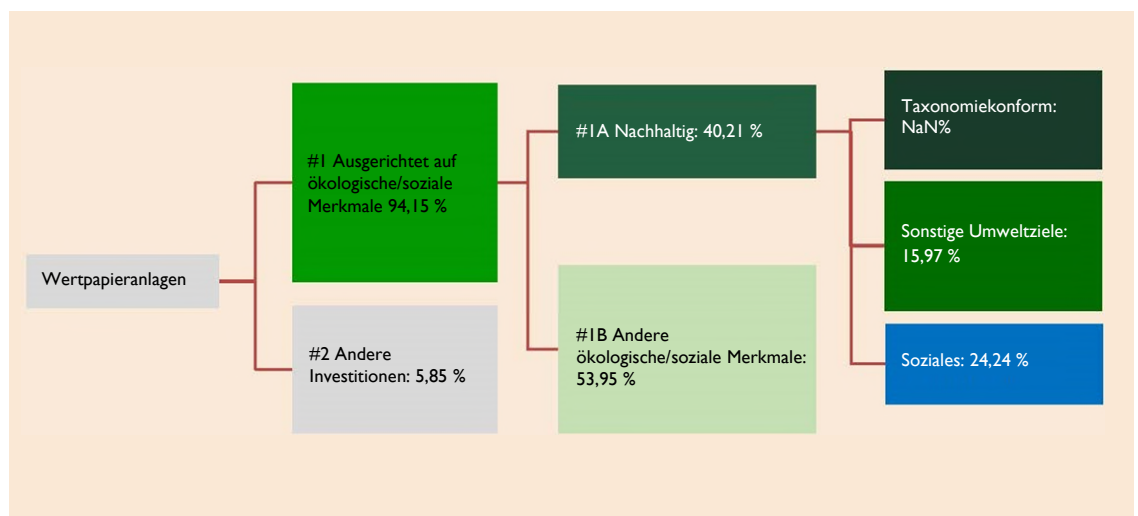 Wertpapieranlagen
#1 Ausgerichtet auf
ökologische/soziale
Merkmale 94,15 %
#2 Andere
Investitionen: 5,85 %
#1A Nachhaltig: 40,21 %
#1B Andere
ökologische/soziale Merkmale:
53,95 %
Taxonomiekonform:
NaN%
Sonstige Umweltziele:
15,97 %
Soziales: 24,24 %